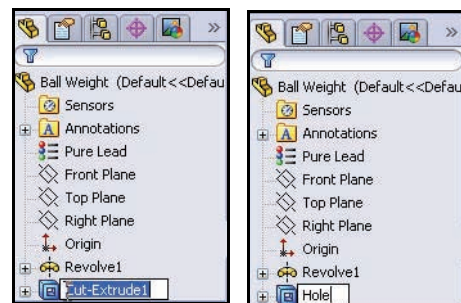 Ball Weight (Default<<Defau
Sensors
Annotations
Pure Lead
Front Plane
Top Plane
Right Plane
Origin
Revolve1
Cut-Extrude1
Ball Weight (Default<<Defau
Sensors
Annotations
Pure Lead
Front Plane
Top Plane
Right Plane
Origin
Revolve1
Hole